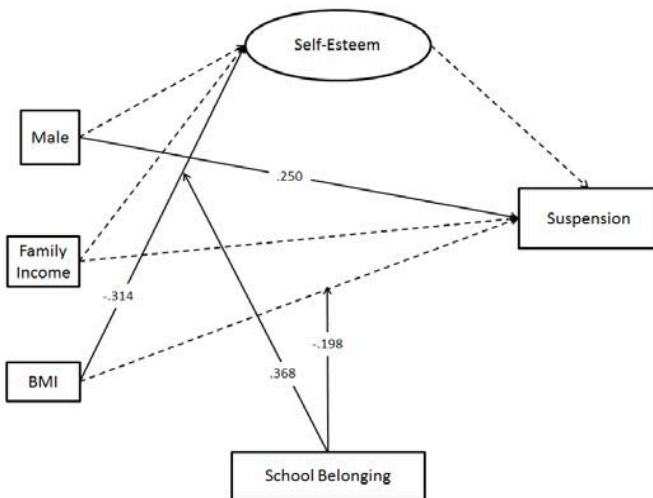 Self-Esteem
Male
.250
Suspension
Family
Income
-.314
-.198
BMI
.368
School Belonging